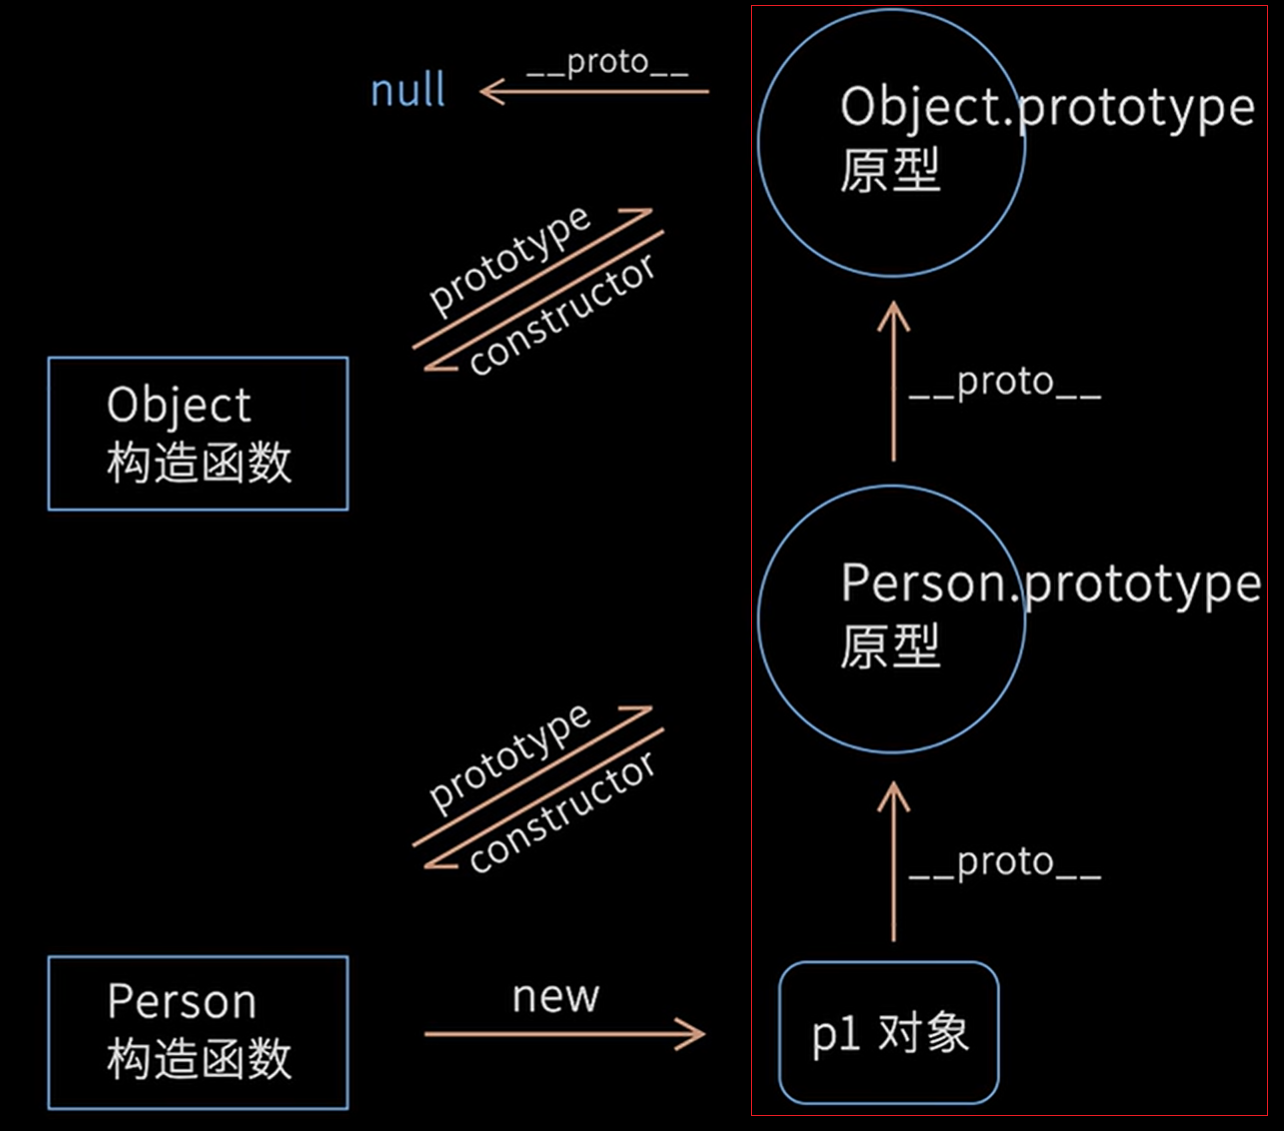 null
__proto__
Object.prototype
原型
prototype
constructor
Object
构造函数
__proto__
Person.prototype
原型
prototype
constructor
__proto__
Person
构造函数
new
p1 对象